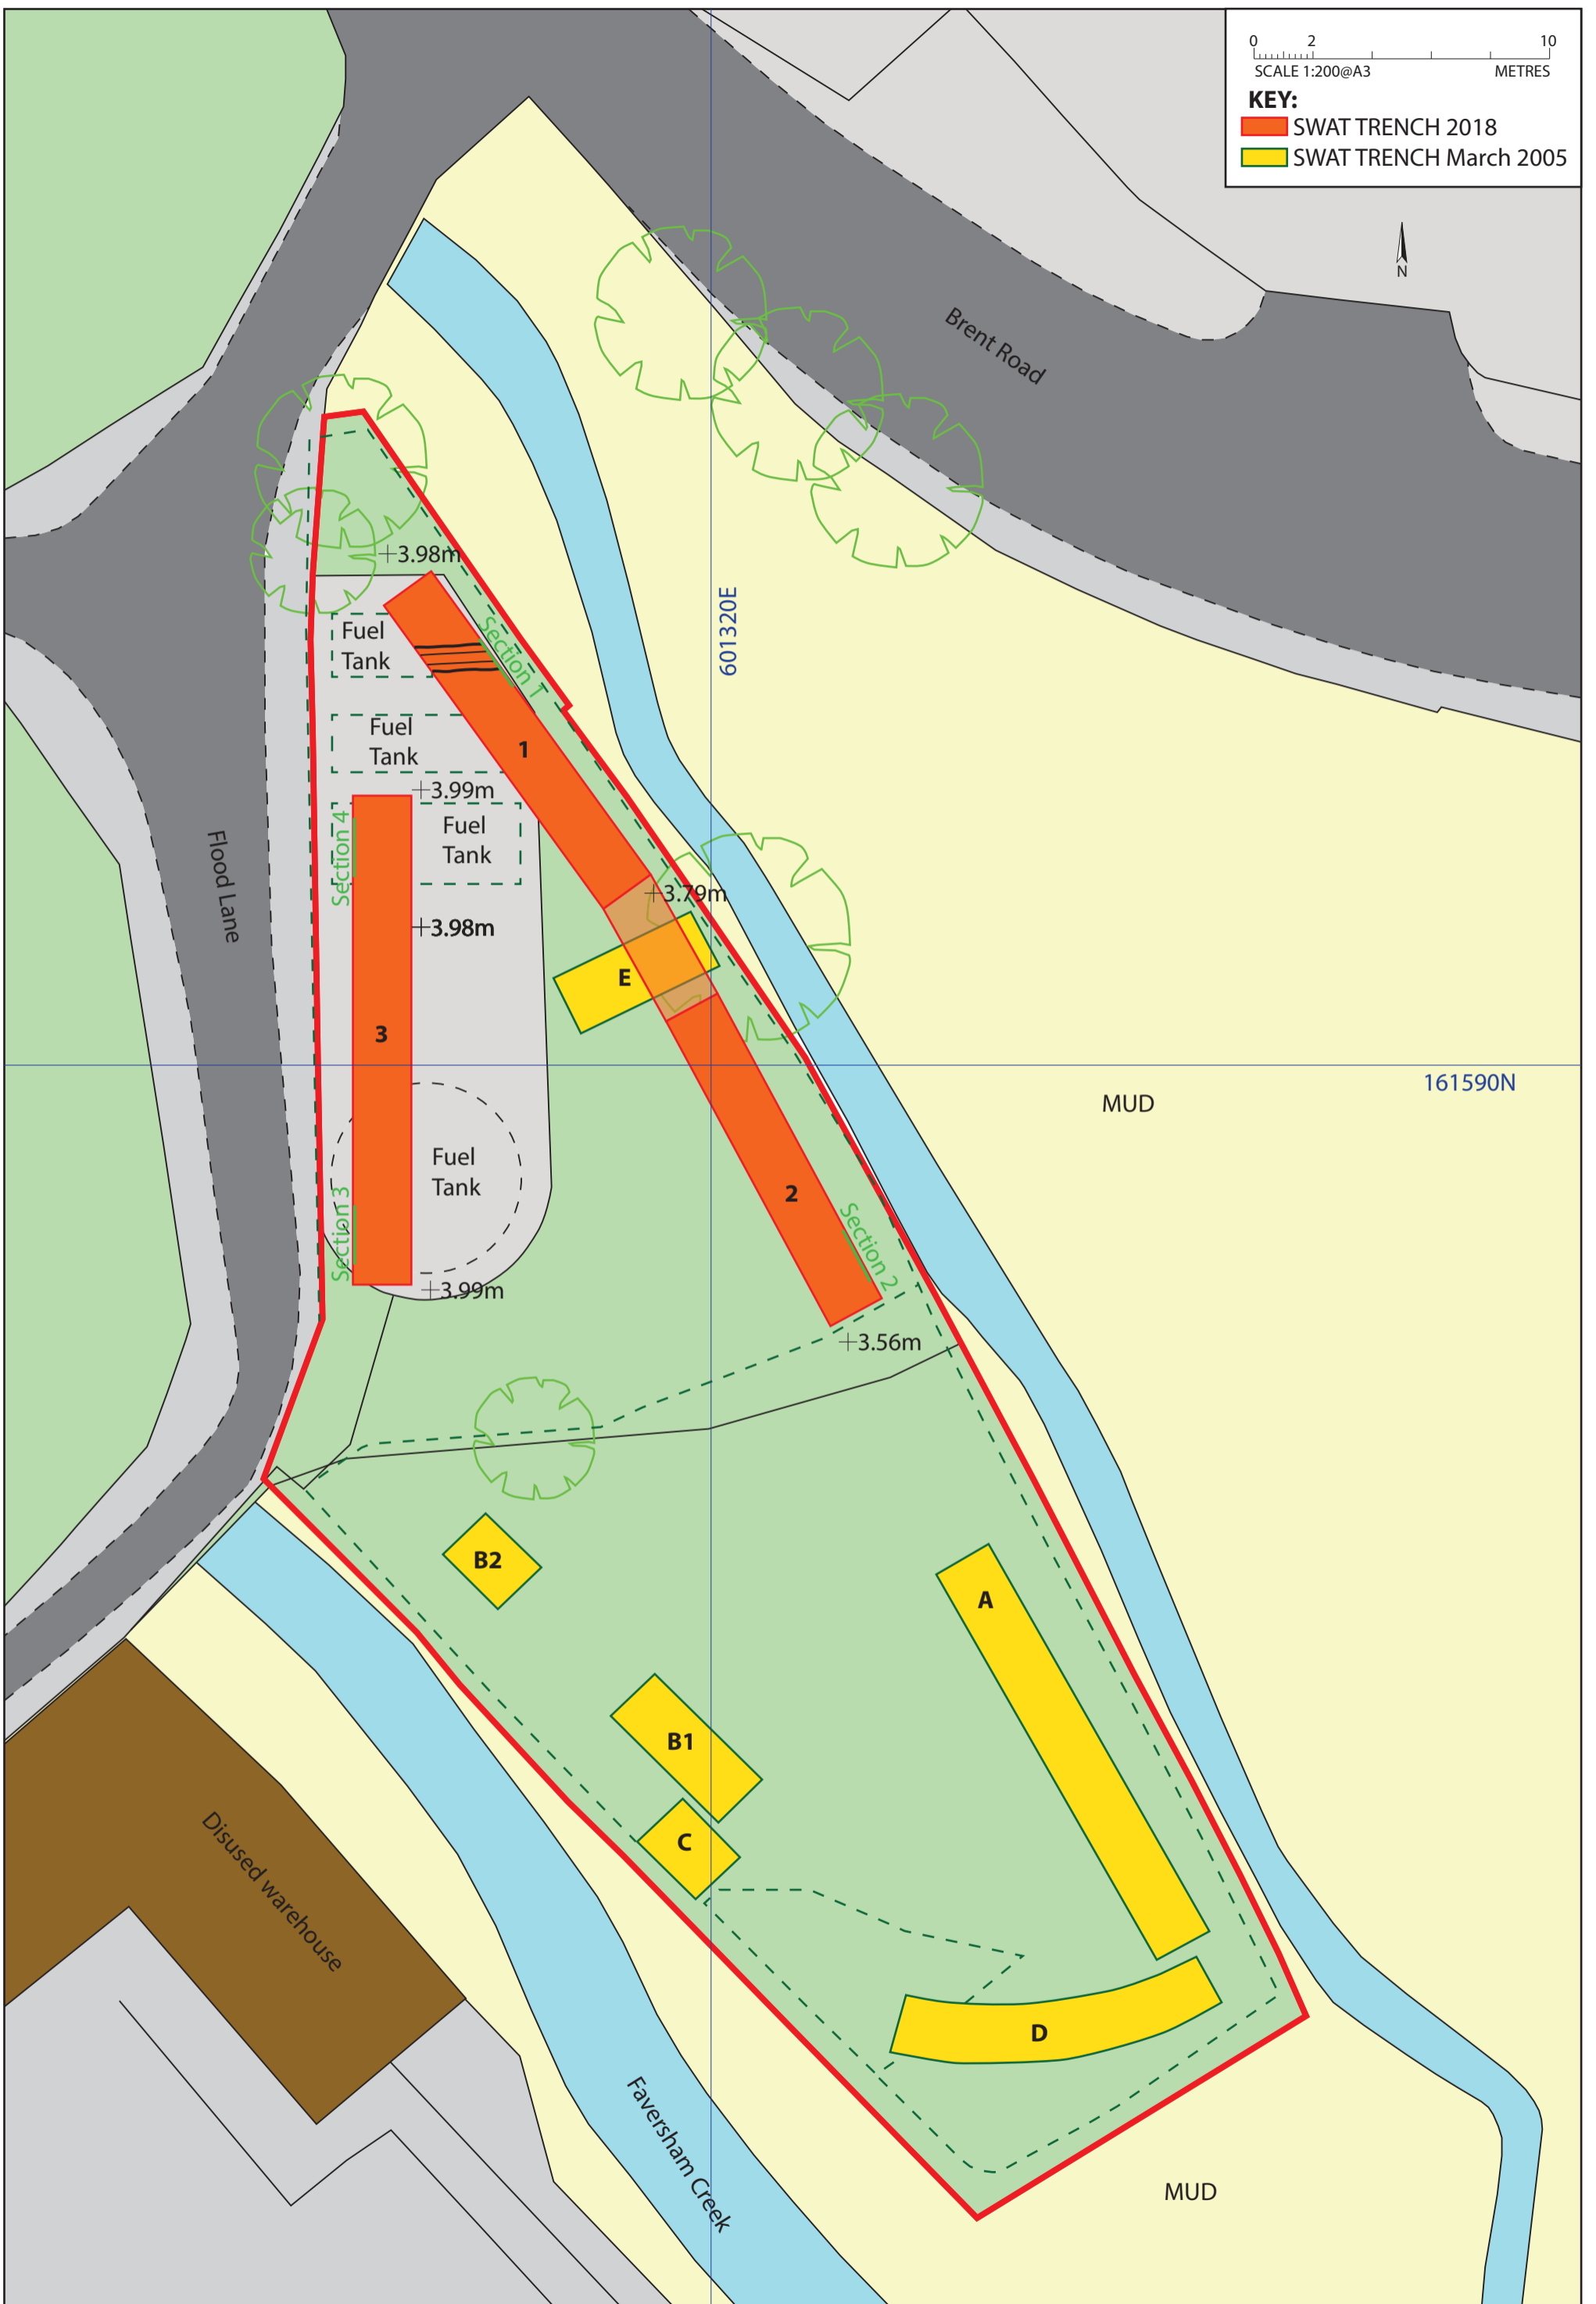 0 2 10
SCALE 1:200@A3 METRES
KEY:
SWAT TRENCH 2018
SWAT TRENCH March 2005
N
Brent Road
+3.98m
601320E
Fuel
Tank
Section 1
Fuel
Tank
1
+3.99m
Section 4
Fuel
Tank
Flood Lane
+3.79m
+3.98m
E
3
161590N
MUD
Fuel
Tank
2
Section 3
Section 2
+3.99m
+3.56m
B2
A
B1
C
Disused warehouse
D
Faversham Creek
MUD